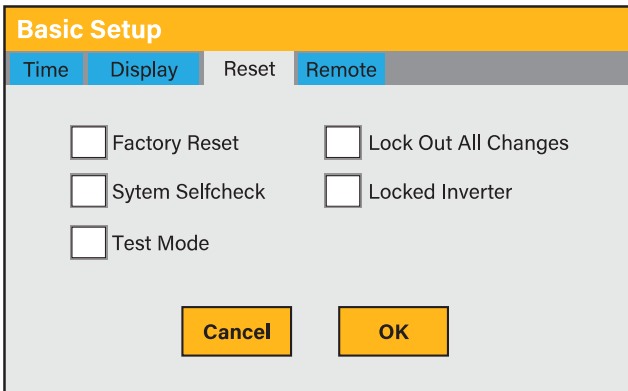 Basic Setup
Time Display Reset Remote
Factory Reset Lock Out All Changes
Sytem Selfcheck Locked Inverter
Test Mode
Cancel OK